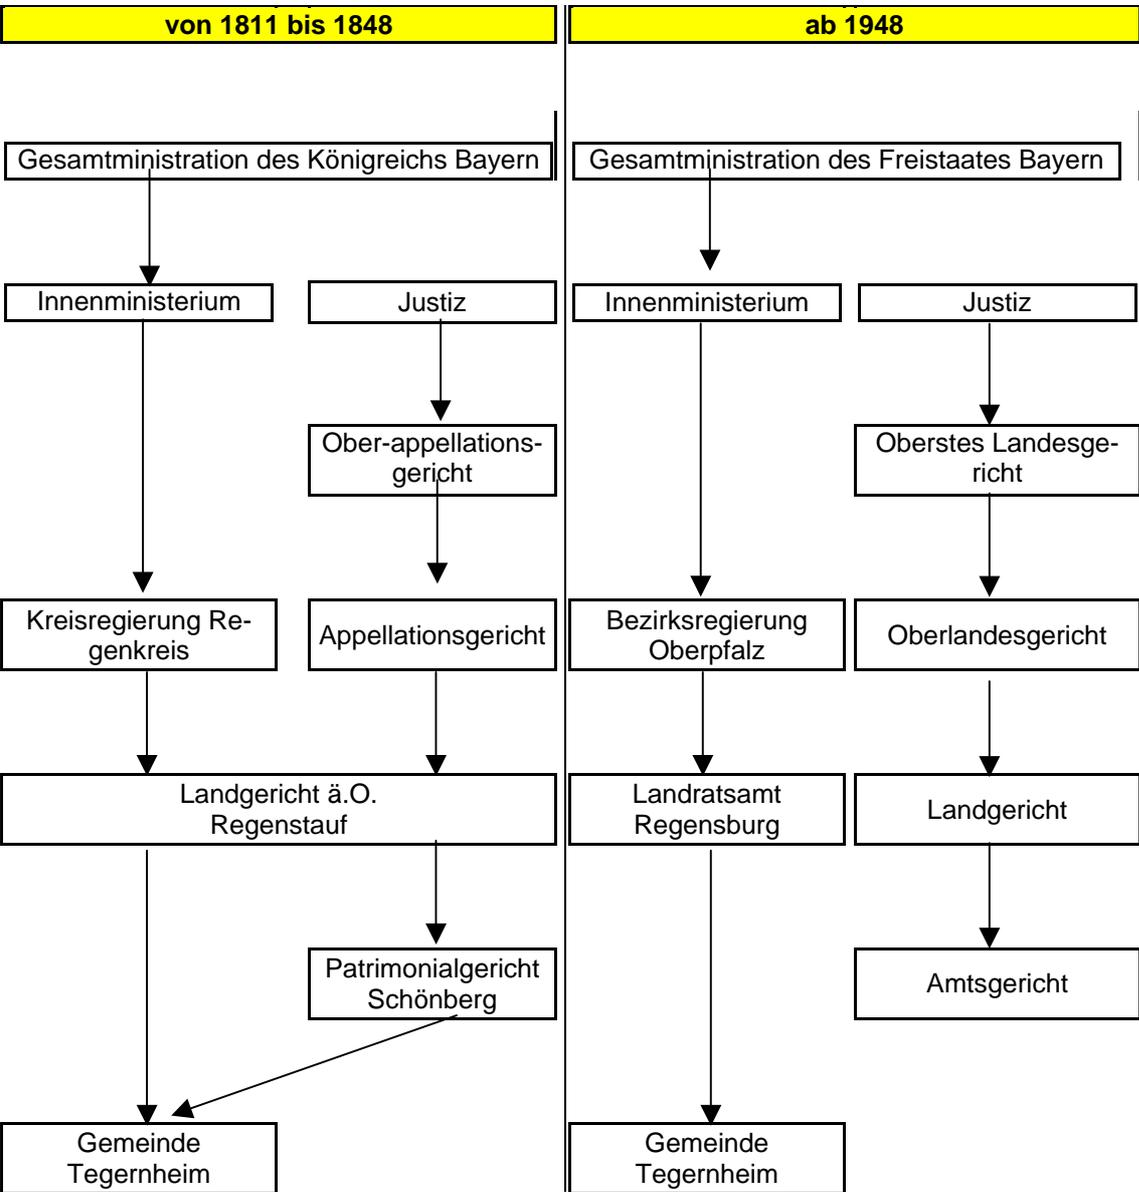 von 1811 bis 1848
ab 1948
Gesamtministration des Königreichs Bayern
Gesamtministration des Freistaates Bayern
Innenministerium
Justiz
Innenministerium
Justiz
Ober-appellations-
gericht
Oberstes Landesge-
richt
Kreisregierung Re-
genkreis
Appellationsgericht
Bezirksregierung
Oberpfalz
Oberlandesgericht
Landgericht ä.O.
Regenstauf
Landratsamt
Regensburg
Landgericht
Patrimonialgericht
Schönberg
Amtsgericht
Gemeinde
Tegernheim
Gemeinde
Tegernheim